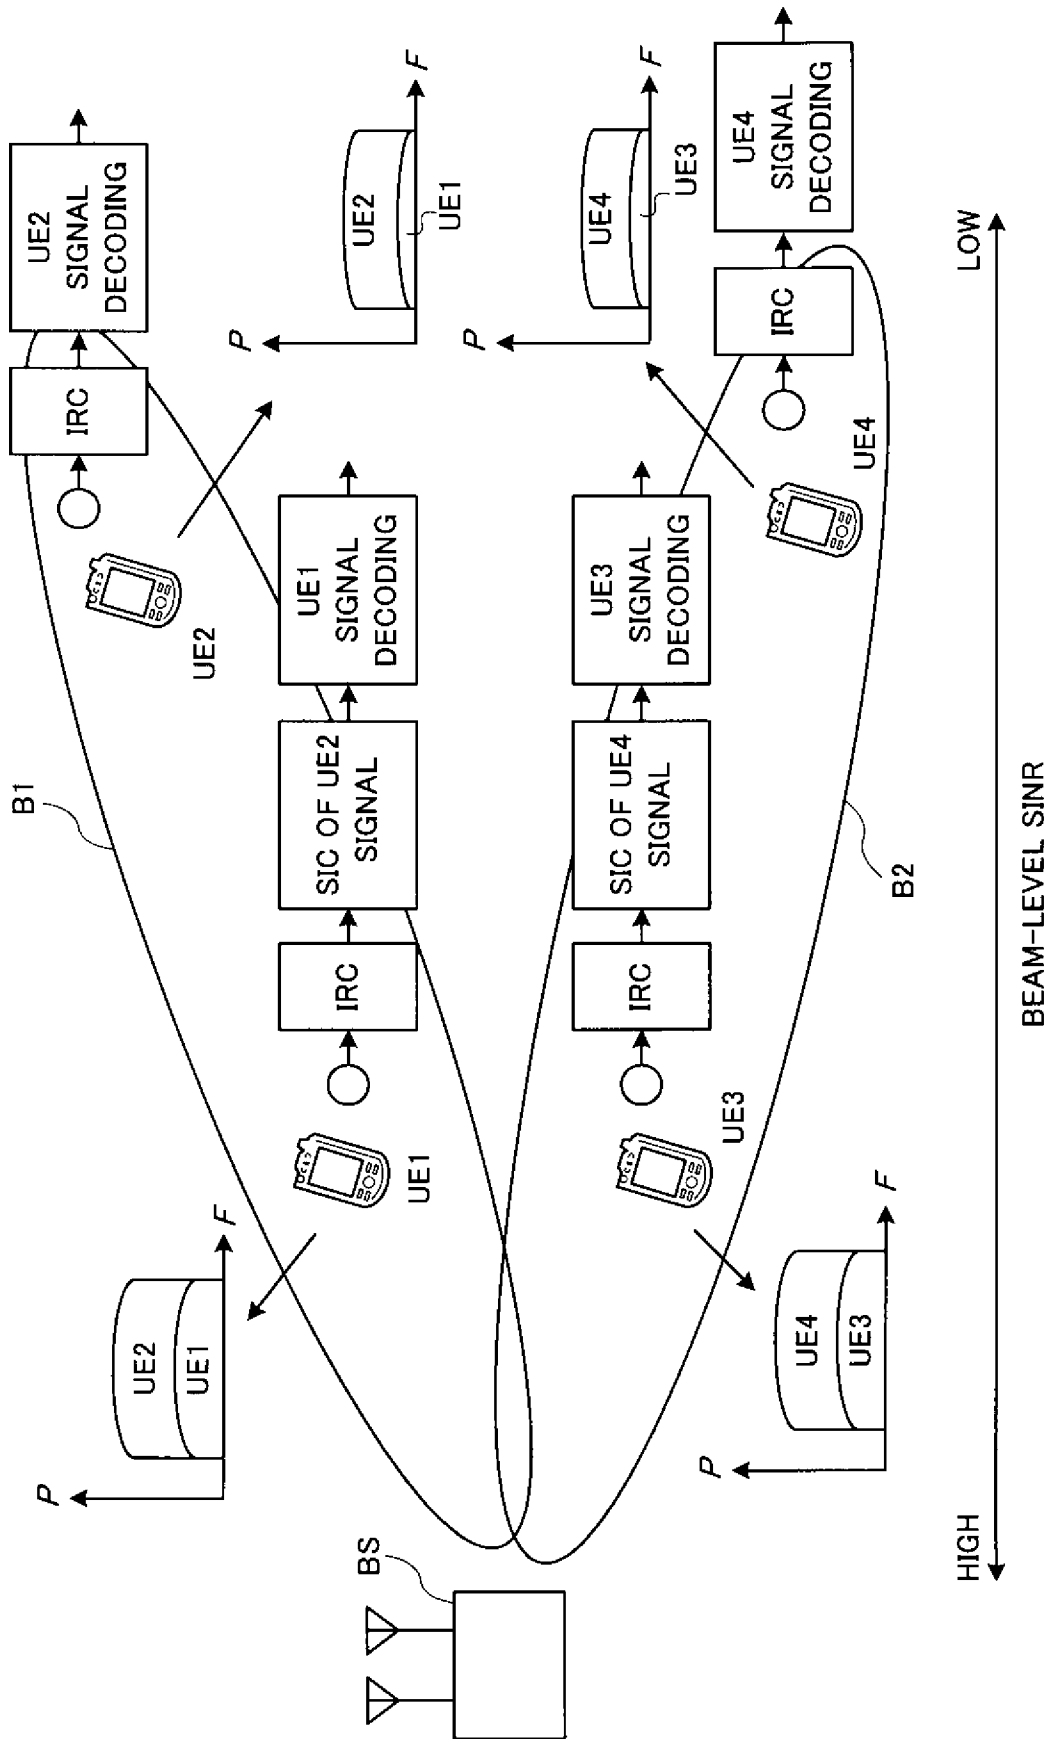 P
UE2
UE1
F
UE1
IRC
SIC OF UE2
SIGNAL
UE1
SIGNAL
DECODING
B1
UE2
IRC
UE2
SIGNAL
DECODING
P
UE2
UE1
F
BS
P
UE4
UE3
F
UE3
IRC
SIC OF UE4
SIGNAL
UE3
SIGNAL
DECODING
B2
P
UE4
UE3
F
UE4
IRC
UE4
SIGNAL
DECODING
HIGH
LOW
BEAM-LEVEL SINR